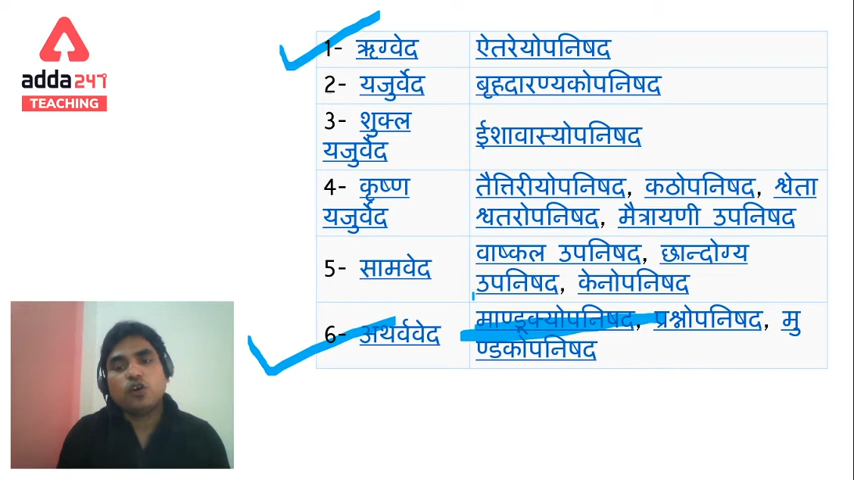 adda247
TEACHING
1- ऋग्वेद ऐतरेयोपनिषद
2- यजुर्वेद बृहदारण्यकोपनिषद
3- शुक्ल
यजुर्वेद ईशावास्योपनिषद
4- कृष्ण तैत्तिरीयोपनिषद, कठोपनिषद, श्वेता
यजुर्वेद श्वतरोपनिषद, मैत्रायणी उपनिषद
5- सामवेद वाष्कल उपनिषद, छान्दोग्य
उपनिषद, केनोपनिषद
6- अथर्ववेद माण्डूक्योपनिषद, प्रश्नोपनिषद, मु
ण्डकोपनिषद